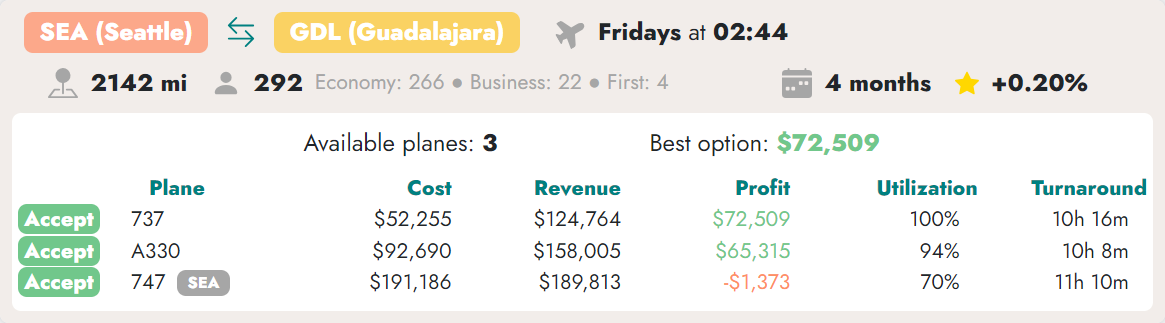 SEA (Seattle) GDL (Guadalajara) Fridays at 02:44
2142 mi 292 Economy: 266 • Business: 22 • First: 4 4 months +0.20%
Available planes: 3 Best option: $72,509
Plane Cost Revenue Profit Utilization Turnaround
Accept 737 $52,255 $124,764 $72,509 100% 10h 16m
Accept A330 $92,690 $158,005 $65,315 94% 10h 8m
Accept 747 SEA $191,186 $189,813 -$1,373 70% 11h 10m